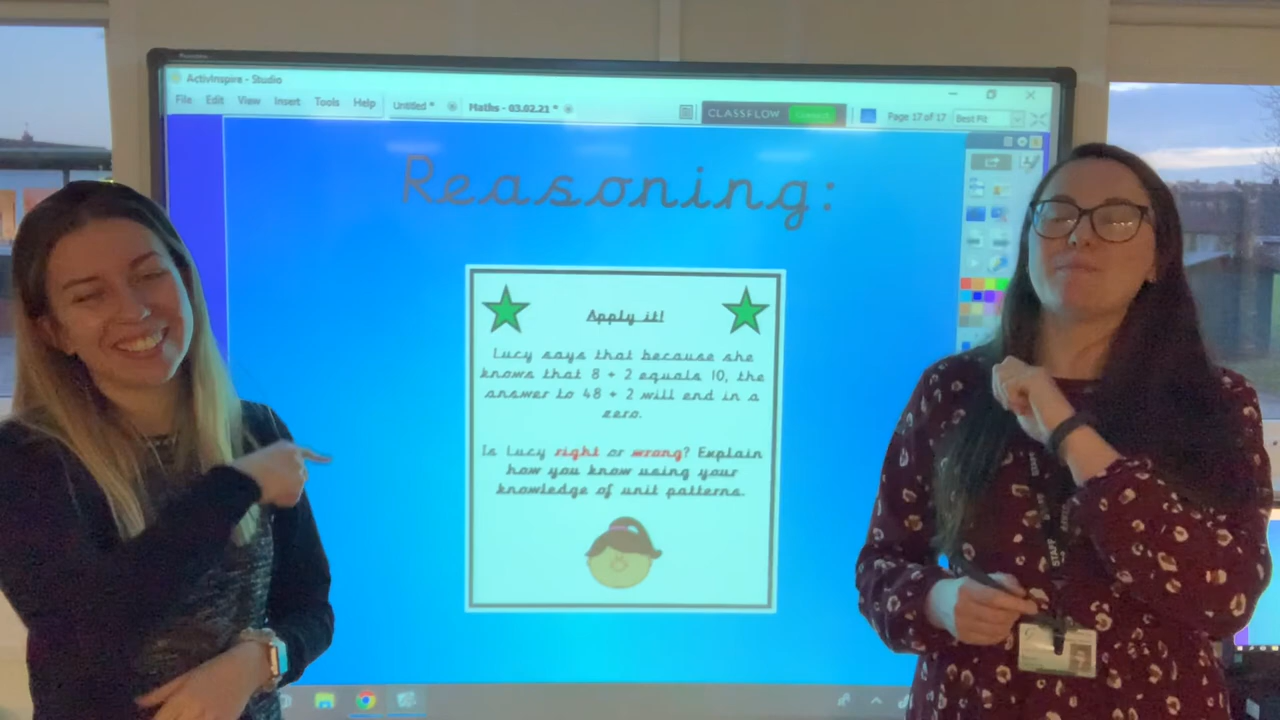 ActivInspire - Studio
File Edit View Insert Tools Help
Untitled * Maths - 03.02.21 *
CLASSFLOW Connect
Page 17 of 17 Best Fit
Reasoning:
Apply it!
Lucy says that because she
knows that 8 + 2 equals 10, the
answer to 48 + 2 will end in a
zero.
Is Lucy right or wrong? Explain
how you know using your
knowledge of unit patterns.
STAFF
STAFF